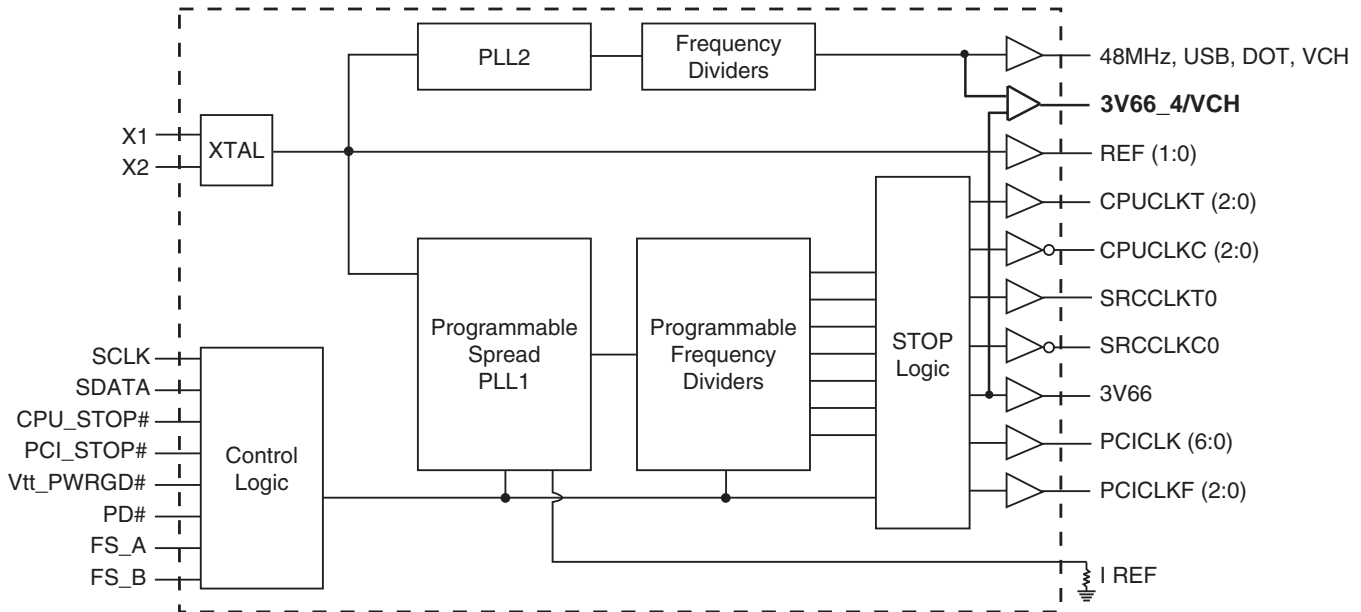 PLL2
Frequency
Dividers
48MHz, USB, DOT, VCH
3V66_4/VCH
X1
X2
XTAL
REF (1:0)
CPUCLKT (2:0)
CPUCLKC (2:0)
SRCCLKT0
SRCCLKC0
3V66
PCICLK (6:0)
PCICLKF (2:0)
I REF
Programmable
Spread
PLL1
Programmable
Frequency
Dividers
STOP
Logic
SCLK
SDATA
CPU_STOP#
PCI_STOP#
Vtt_PWRGD#
PD#
FS_A
FS_B
Control
Logic